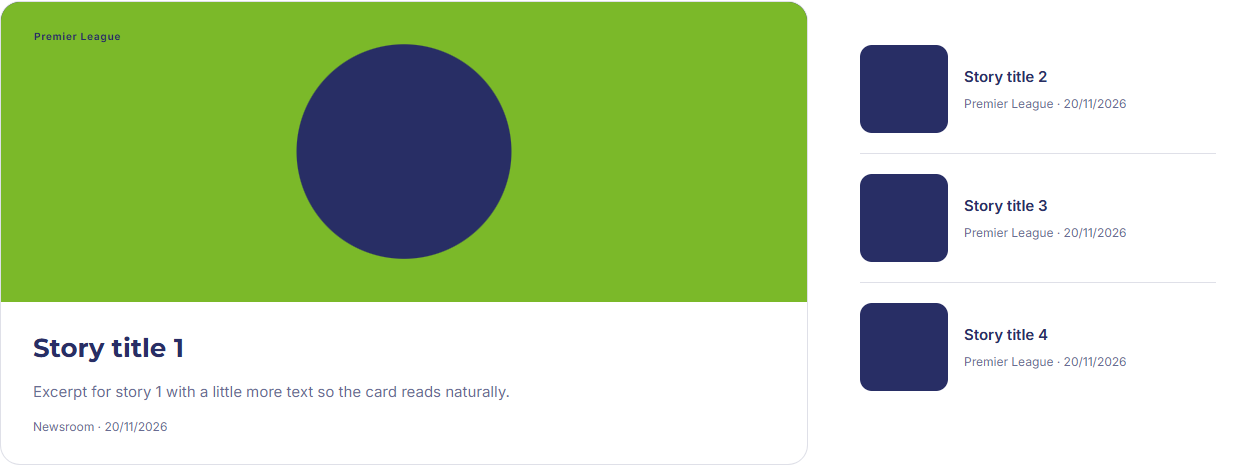 Premier League
Story title 1
Excerpt for story 1 with a little more text so the card reads naturally.
Newsroom · 20/11/2026
Story title 2
Premier League · 20/11/2026
Story title 3
Premier League · 20/11/2026
Story title 4
Premier League · 20/11/2026